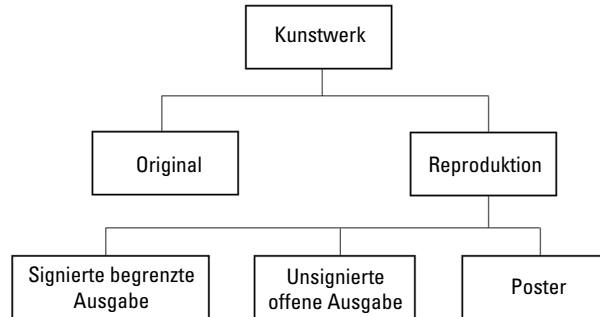 Kunstwerk
Original
Reproduktion
Signierte begrenzte
Ausgabe
Unsignierte
offene Ausgabe
Poster